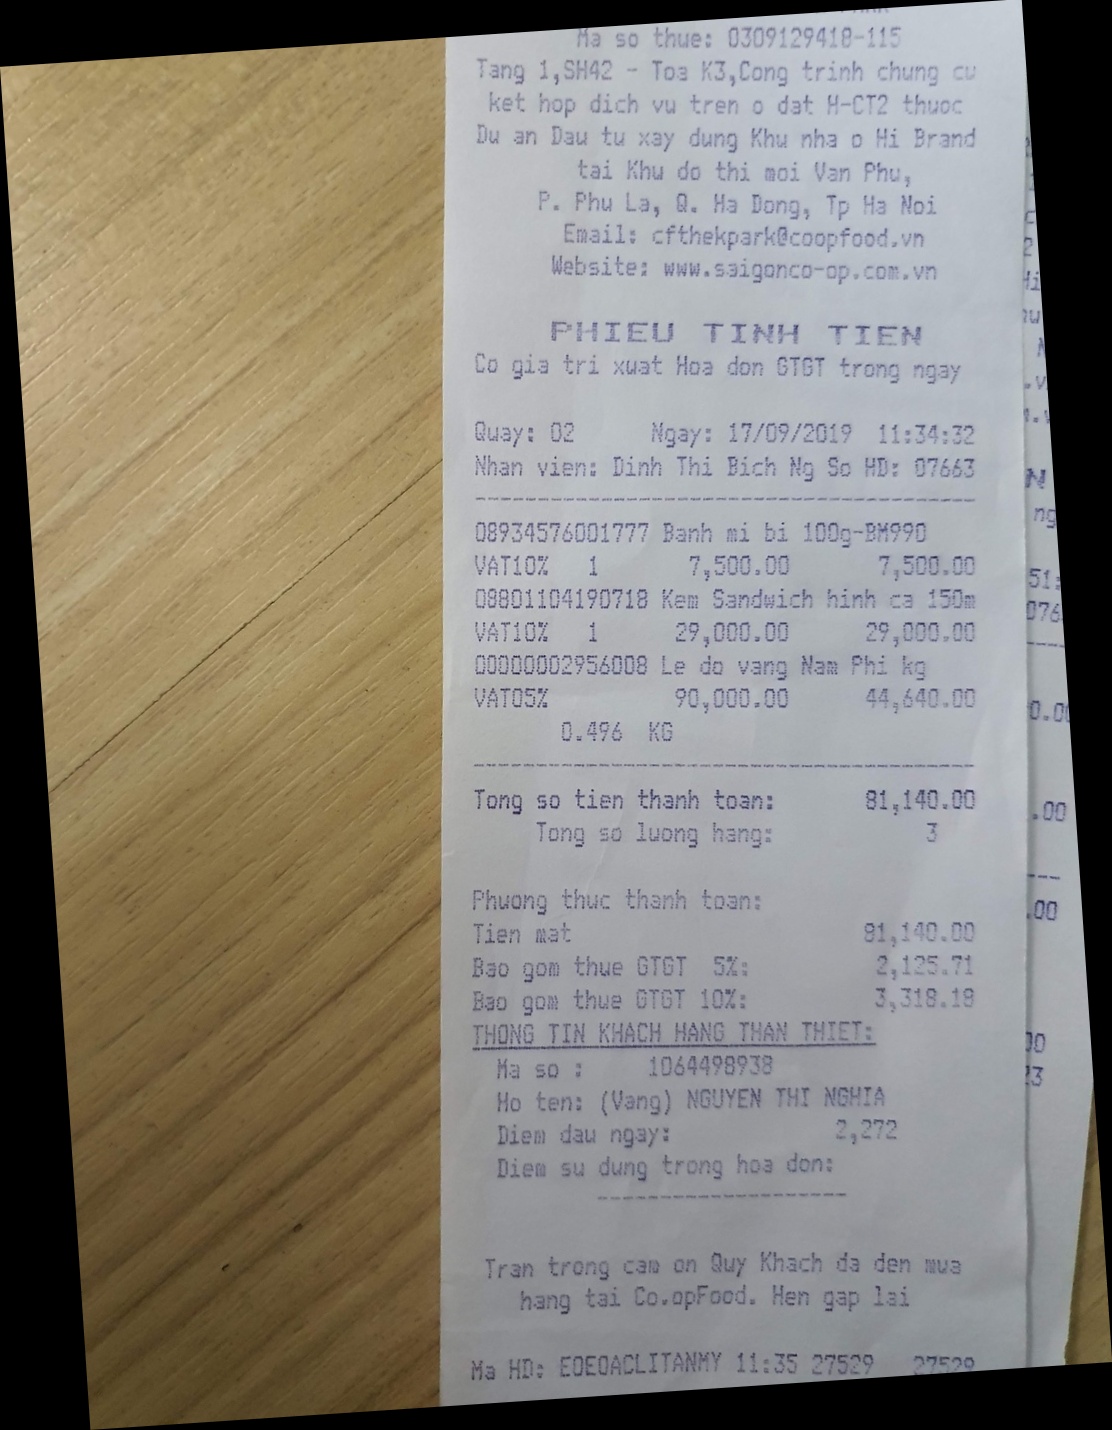 Ma so thue: 0309129418-115
Tang 1,SH42 - Toa K3,Cong trinh chung cu
ket hop dich vu tren o dat H-CT2 thuoc
Du an Dau tu xay dung Khu nha o Hi Brand
tai Khu do thi moi Van Phu,
P. Phu La, Q. Ha Dong, Tp Ha Noi
Email: cfthekpark@coopfood.vn
Website: www.saigonco-op.com.vn
PHIEU TINH TIEN
Co gia tri xuat Hoa don GTGT trong ngay
Quay: 02 Ngay: 17/09/2019 11:34:32
Nhan vien: Dinh Thi Bich Ng So HD: 07663
----------------------------------------
08934576001777 Banh mi bi 100g-BM990
VAT10% 1 7,500.00 7,500.00
08801104190718 Kem Sandwich hinh ca 150m
VAT10% 1 29,000.00 29,000.00
00000002956008 Le do vang Nam Phi kg
VAT05% 90,000.00 44,640.00
0.496 KG
----------------------------------------
Tong so tien thanh toan: 81,140.00
Tong so luong hang: 3
Phuong thuc thanh toan:
Tien mat 81,140.00
Bao gom thue GTGT 5%: 2,125.71
Bao gom thue GTGT 10%: 3,318.18
THONG TIN KHACH HANG THAN THIET:
Ma so : 1064498938
Ho ten: (Vang) NGUYEN THI NGHIA
Diem dau ngay: 2,272
Diem su dung trong hoa don:
--------------------
Tran trong cam on Quy Khach da den mua
hang tai Co.opFood. Hen gap lai
Ma HD: EOEOACLITANMY 11:35 27529 27529